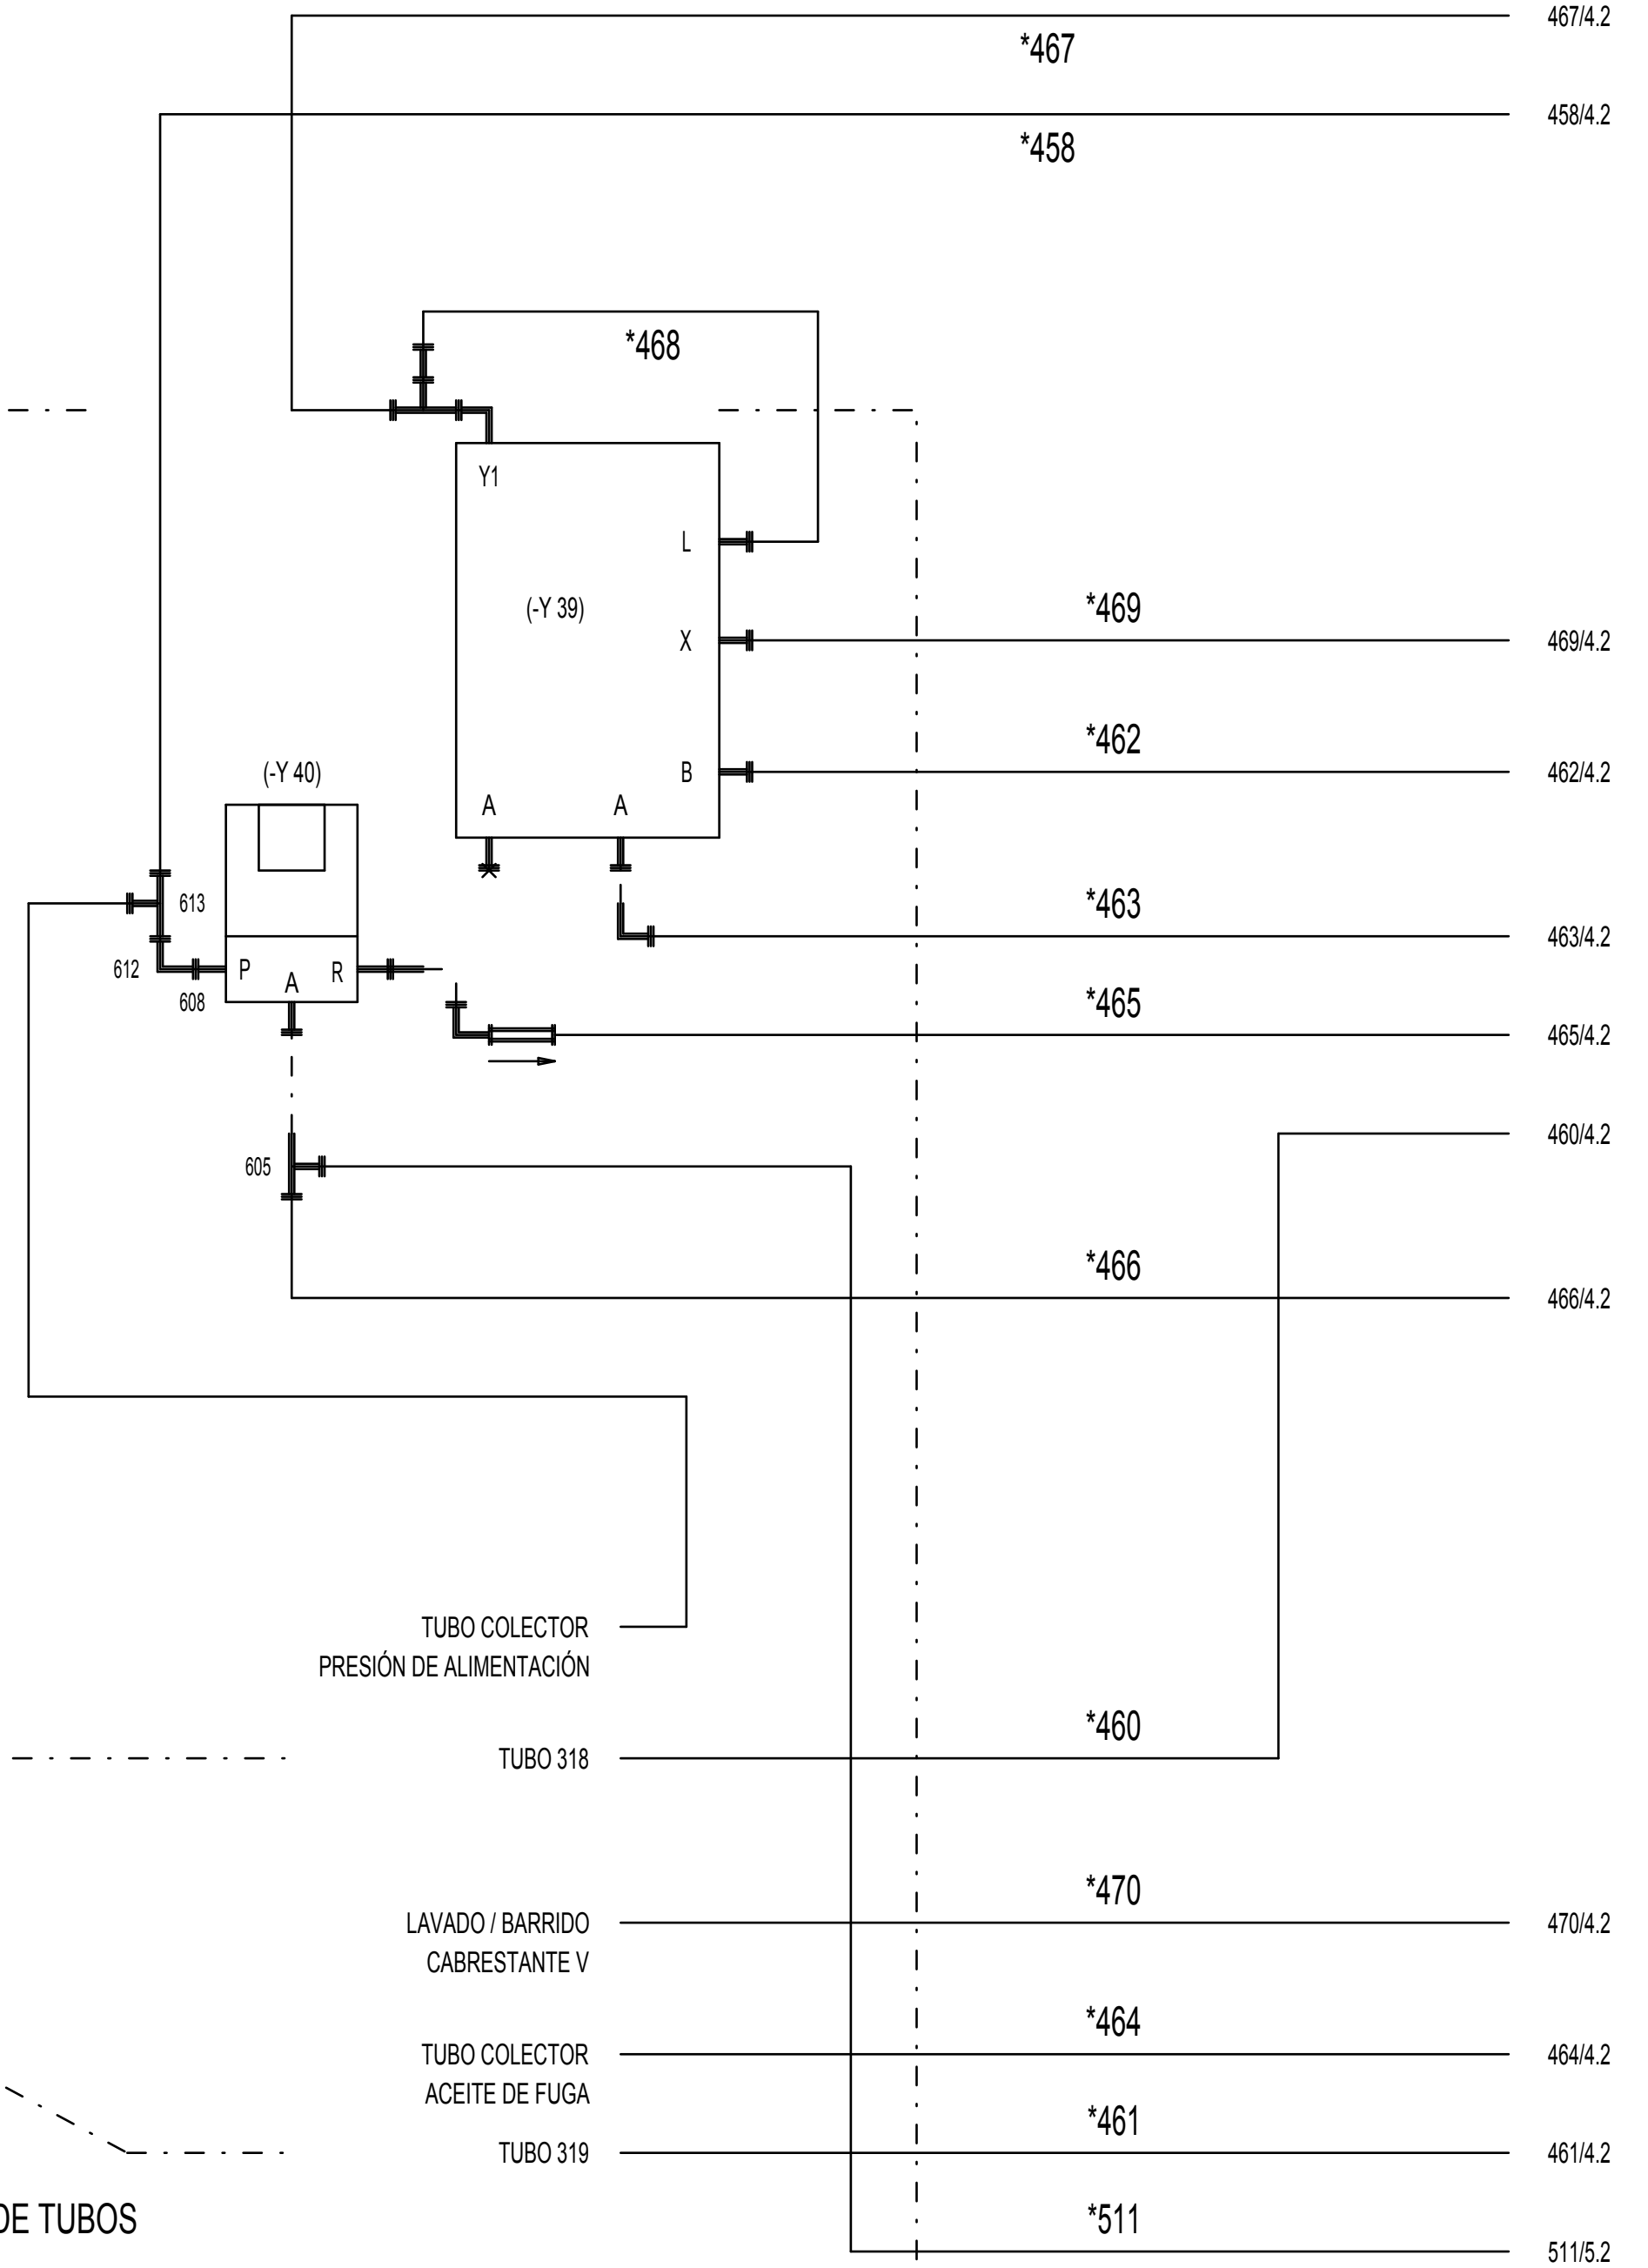 467/4.2
*467
458/4.2
*458
*468
Y1
L
(-Y 39)
*469
X
469/4.2
*462
(-Y 40)
B
462/4.2
A
A
613
*463
463/4.2
612
P
A
R
608
*465
465/4.2
460/4.2
605
*466
466/4.2
TUBO COLECTOR
PRESIÓN DE ALIMENTACIÓN
*460
TUBO 318
*470
LAVADO / BARRIDO
470/4.2
CABRESTANTE V
*464
TUBO COLECTOR
464/4.2
ACEITE DE FUGA
*461
TUBO 319
461/4.2
DE TUBOS
*511
511/5.2